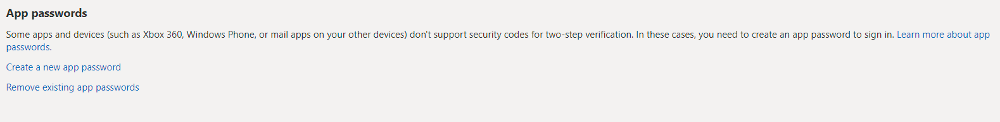 App passwords
Some apps and devices (such as Xbox 360, Windows Phone, or mail apps on your other devices) don't support security codes for two-step verification. In these cases, you need to create an app password to sign in. Learn more about app
passwords.
Create a new app password
Remove existing app passwords